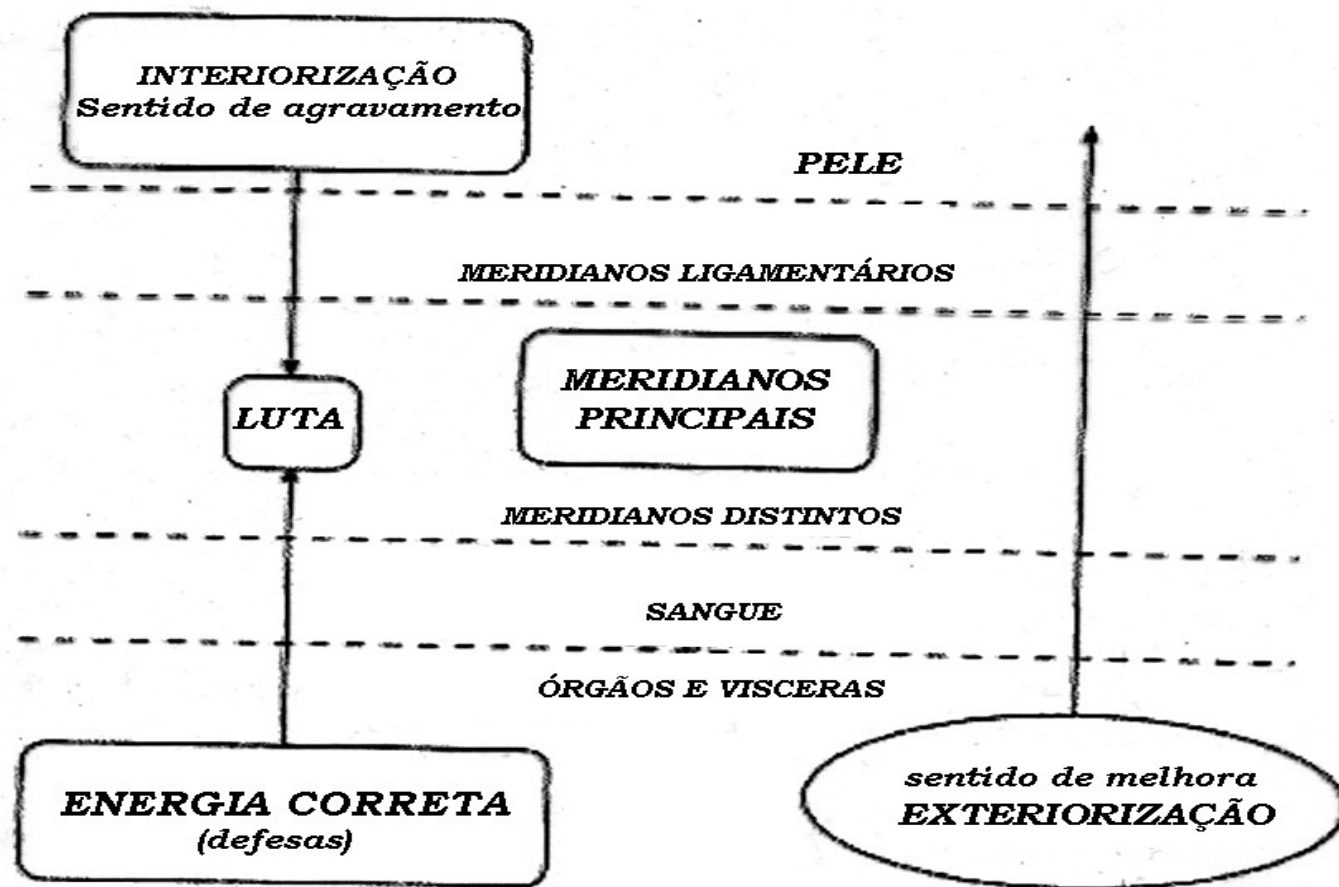 INTERIORIZAÇÃO
Sentido de agravamento
PELE
MERIDIANOS LIGAMENTÁRIOS
MERIDIANOS
PRINCIPAIS
LUTA
MERIDIANOS DISTINTOS
SANGUE
ÓRGÃOS E VISCERAS
ENERGIA CORRETA
(defesas)
sentido de melhora
EXTERIORIZAÇÃO